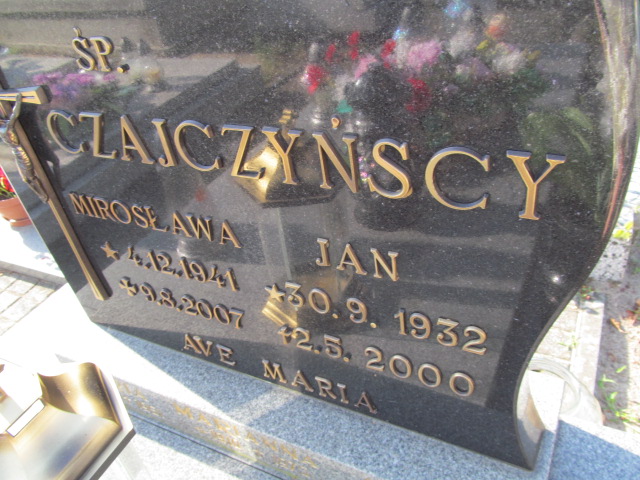 ŚP.
CZAJCZYŃSCY
MIROSŁAWA
★ 4.12.1941
✝ 9.8.2007
JAN
★ 30.9.1932
✝ 2.5.2000
AVE MARIA